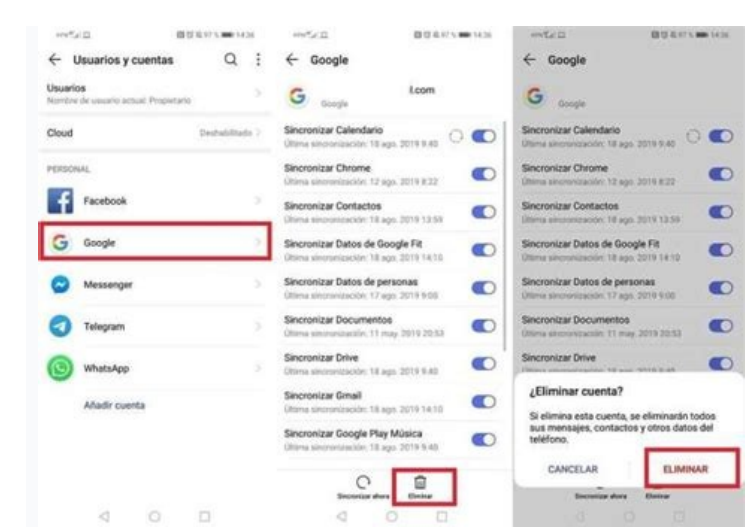 97 % 14:36
Usuarios y cuentas
Usuarios
Nombre de usuario actual: Propietario
Cloud
Deshabilitado
PERSONAL
Facebook
Google
Messenger
Telegram
WhatsApp
Añadir cuenta
97 % 14:36
Google
l.com
Google
Sincronizar Calendario
Última sincronización: 18 ago. 2019 9:40
Sincronizar Chrome
Última sincronización: 12 ago. 2019 8:22
Sincronizar Contactos
Última sincronización: 18 ago. 2019 13:59
Sincronizar Datos de Google Fit
Última sincronización: 18 ago. 2019 14:10
Sincronizar Datos de personas
Última sincronización: 17 ago. 2019 9:00
Sincronizar Documentos
Última sincronización: 11 may. 2019 20:53
Sincronizar Drive
Última sincronización: 18 ago. 2019 9:40
Sincronizar Gmail
Última sincronización: 18 ago. 2019 14:10
Sincronizar Google Play Música
Última sincronización: 18 ago. 2019 9:40
Sincronizar ahora
Eliminar
97 % 14:36
Google
Google
Sincronizar Calendario
Última sincronización: 18 ago. 2019 9:40
Sincronizar Chrome
Última sincronización: 12 ago. 2019 8:22
Sincronizar Contactos
Última sincronización: 18 ago. 2019 13:59
Sincronizar Datos de Google Fit
Última sincronización: 18 ago. 2019 14:10
Sincronizar Datos de personas
Última sincronización: 17 ago. 2019 9:00
Sincronizar Documentos
Última sincronización: 11 may. 2019 20:53
Sincronizar Drive
¿Eliminar cuenta?
Si elimina esta cuenta, se eliminarán todos
sus mensajes, contactos y otros datos del
teléfono.
CANCELAR
ELIMINAR
Sincronizar ahora
Eliminar